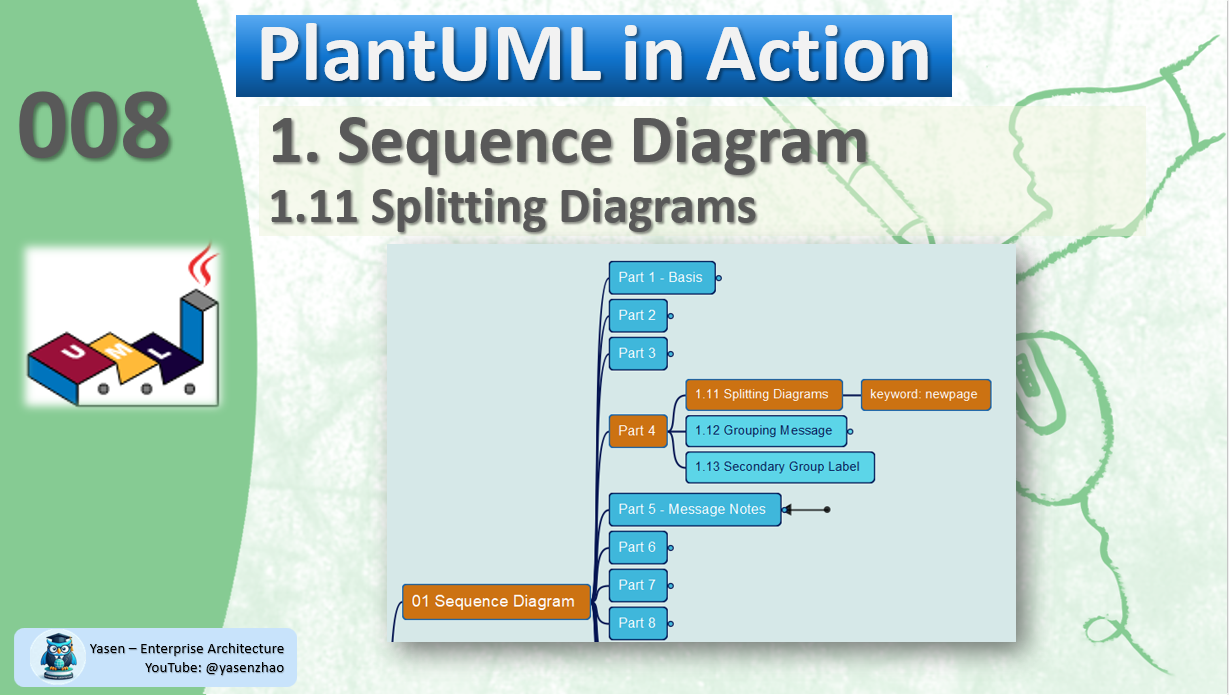 PlantUML in Action
008
1. Sequence Diagram
1.11 Splitting Diagrams
UML
Part 1 - Basis
Part 2
Part 3
Part 4
1.11 Splitting Diagrams
keyword: newpage
1.12 Grouping Message
1.13 Secondary Group Label
Part 5 - Message Notes
Part 6
Part 7
Part 8
01 Sequence Diagram
Yasen – Enterprise Architecture
YouTube: @yasenzhao